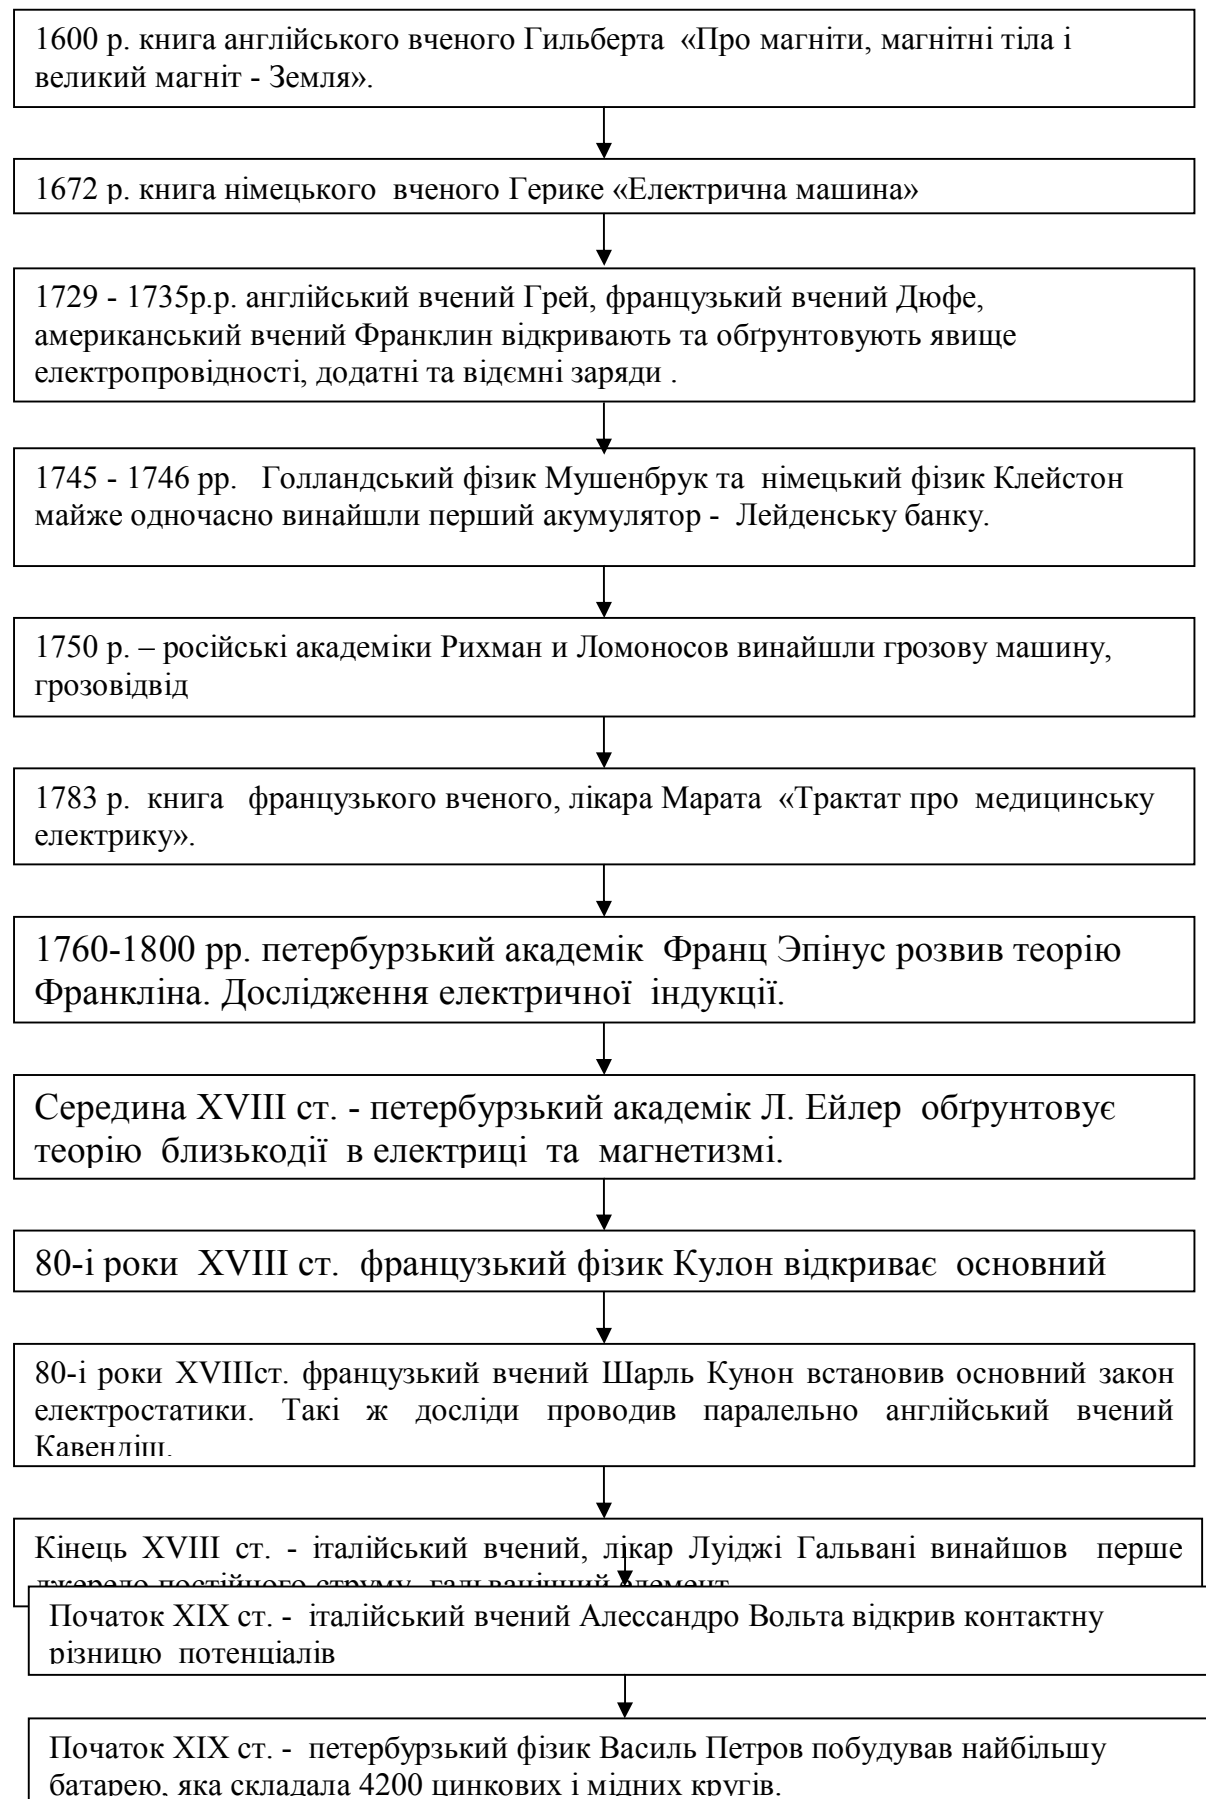 1600 р. книга англійського вченого Гильберта «Про магніти, магнітні тіла і
великий магніт - Земля».
1672 р. книга німецького вченого Герике «Електрична машина»
1729 - 1735р.р. англійський вчений Грей, французький вчений Дюфе,
американський вчений Франклин відкривають та обґрунтовують явище
електропровідності, додатні та відємні заряди .
1745 - 1746 рр. Голландський фізик Мушенбрук та німецький фізик Клейстон
майже одночасно винайшли перший акумулятор - Лейденську банку.
1750 р. – російські академіки Рихман и Ломоносов винайшли грозову машину,
грозовідвід
1783 р. книга французького вченого, лікара Марата «Трактат про медицинську
електрику».
1760-1800 рр. петербурзький академік Франц Эпінус розвив теорію
Франкліна. Дослідження електричної індукції.
Середина XVIII ст. - петербурзький академік Л. Ейлер обґрунтовує
теорію близькодії в електриці та магнетизмі.
80-і роки XVIII ст. французький фізик Кулон відкриває основний
80-і роки XVIIIст. французький вчений Шарль Кунон встановив основний закон
електростатики. Такі ж досліди проводив паралельно англійський вчений
Кавендіш.
Кінець XVIII ст. - італійський вчений, лікар Луіджі Гальвані винайшов перше
джерело постійного струму гальванічний елемент
Початок XIX ст. - італійський вчений Алессандро Вольта відкрив контактну
різницю потенціалів
Початок XIX ст. - петербурзький фізик Василь Петров побудував найбільшу
батарею, яка складала 4200 цинкових і мідних кругів.